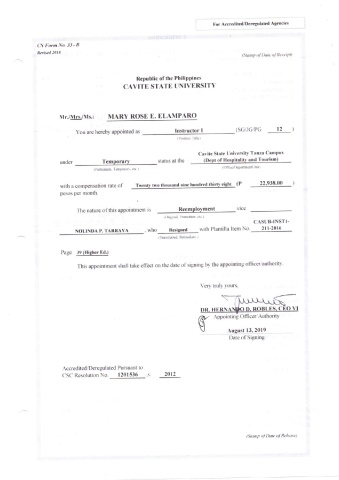 For Accredited/Deregulated Agencies
CS Form No. 33 - B
Revised 2018
(Stamp of Date of Receipt)
Republic of the Philippines
CAVITE STATE UNIVERSITY
Mr./Mrs./Ms.) MARY ROSE E. ELAMPARO
You are hereby appointed as Instructor I (SG/JG/PG 12 )
(Position Title)
Cavite State University Tanza Campus
under Temporary status at the (Dept of Hospitality and Tourism)
(Permanent, Temporary, etc.) (Office/Department/Unit)
with a compensation rate of Twenty two thousand nine hundred thirty eight (P 22,938.00 )
pesos per month.
The nature of this appointment is Reemployment vice
(Original, Promotion, etc.)
CASUB-INST1-
NOLINDA P. TARRAYA , who Resigned with Plantilla Item No. 211-2016
(Transferred, Retired, etc.)
Page 39 (Higher Ed.)
This appointment shall take effect on the date of signing by the appointing officer/authority.
Very truly yours,
DR. HERNANDO D. ROBLES, CEO VI
Appointing Officer/Authority
August 13, 2019
Date of Signing
Accredited/Deregulated Pursuant to
CSC Resolution No. 1201536 s. 2012
(Stamp of Date of Release)